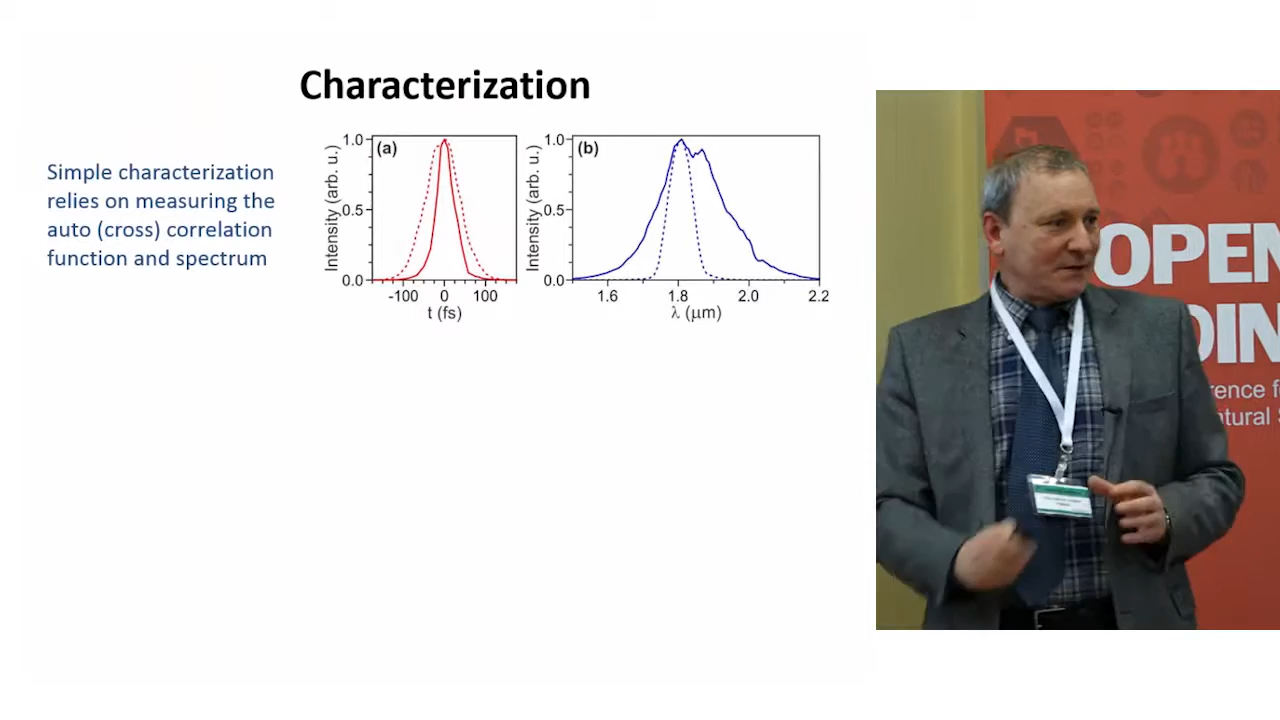 Characterization
Simple characterization
relies on measuring the
auto (cross) correlation
function and spectrum
Intensity (arb. u.)
1.0
0.5
0.0
(a)
-100
0
100
t (fs)
Intensity (arb. u.)
1.0
0.5
0.0
(b)
1.6
1.8
2.0
2.2
λ (μm)
OPEN